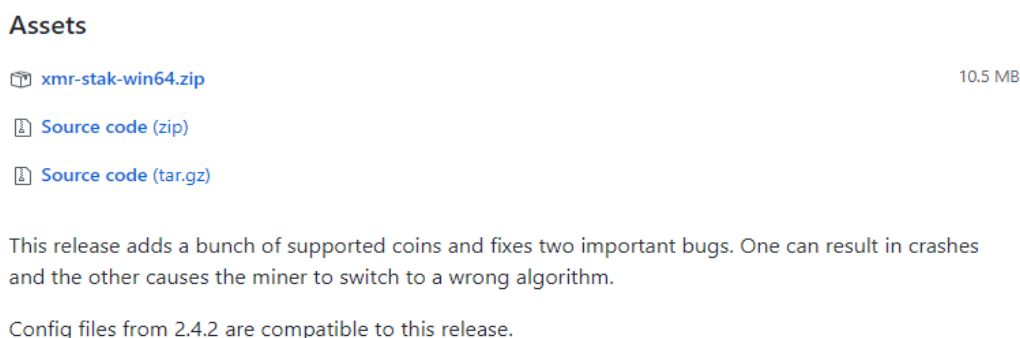 Assets
xmr-stak-win64.zip 10.5 MB
Source code (zip)
Source code (tar.gz)
This release adds a bunch of supported coins and fixes two important bugs. One can result in crashes
and the other causes the miner to switch to a wrong algorithm.
Config files from 2.4.2 are compatible to this release.